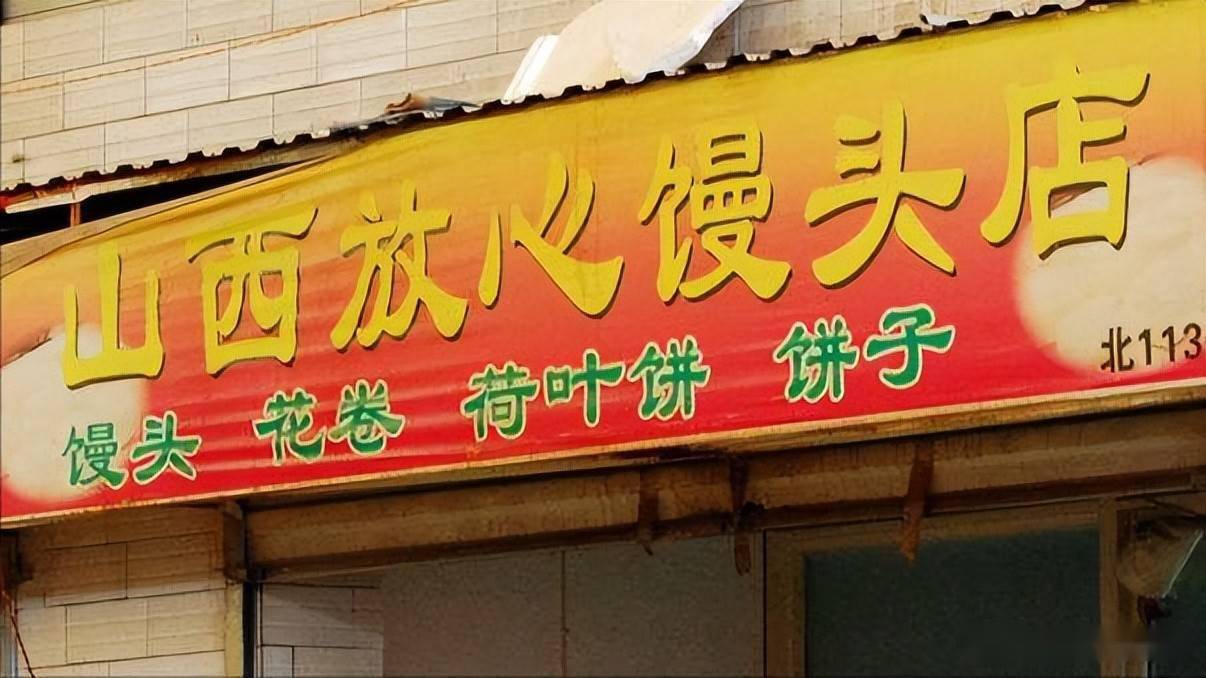 山西放心馒头店
馒头 花卷 荷叶饼 饼子
北113